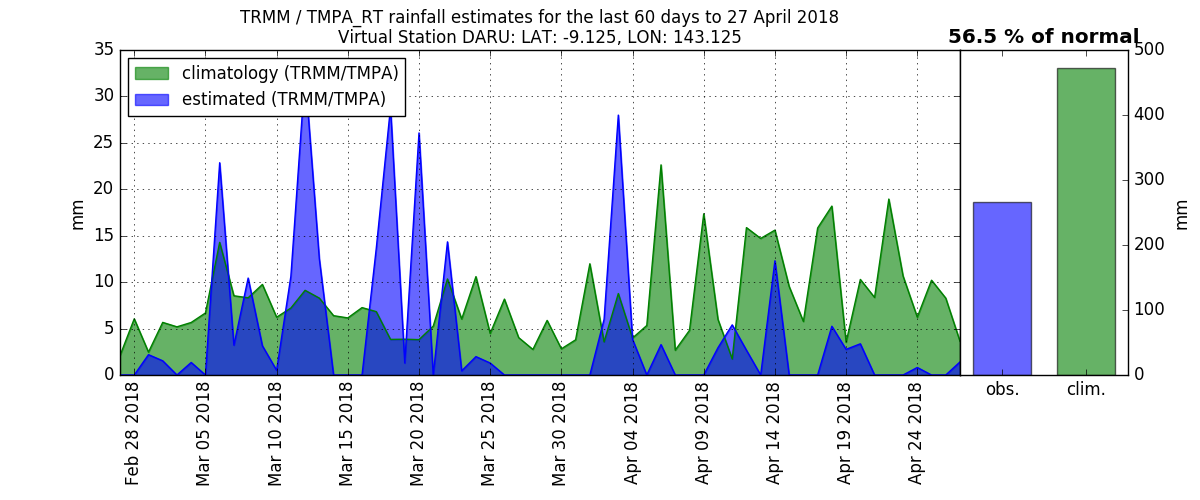 TRMM / TMPA_RT rainfall estimates for the last 60 days to 27 April 2018
Virtual Station DARU: LAT: -9.125, LON: 143.125
56.5 % of normal
climatology (TRMM/TMPA)
estimated (TRMM/TMPA)
35
30
25
20
15
10
5
0
mm
Feb 28 2018
Mar 05 2018
Mar 10 2018
Mar 15 2018
Mar 20 2018
Mar 25 2018
Mar 30 2018
Apr 04 2018
Apr 09 2018
Apr 14 2018
Apr 19 2018
Apr 24 2018
obs.
clim.
500
400
300
200
100
0
mm